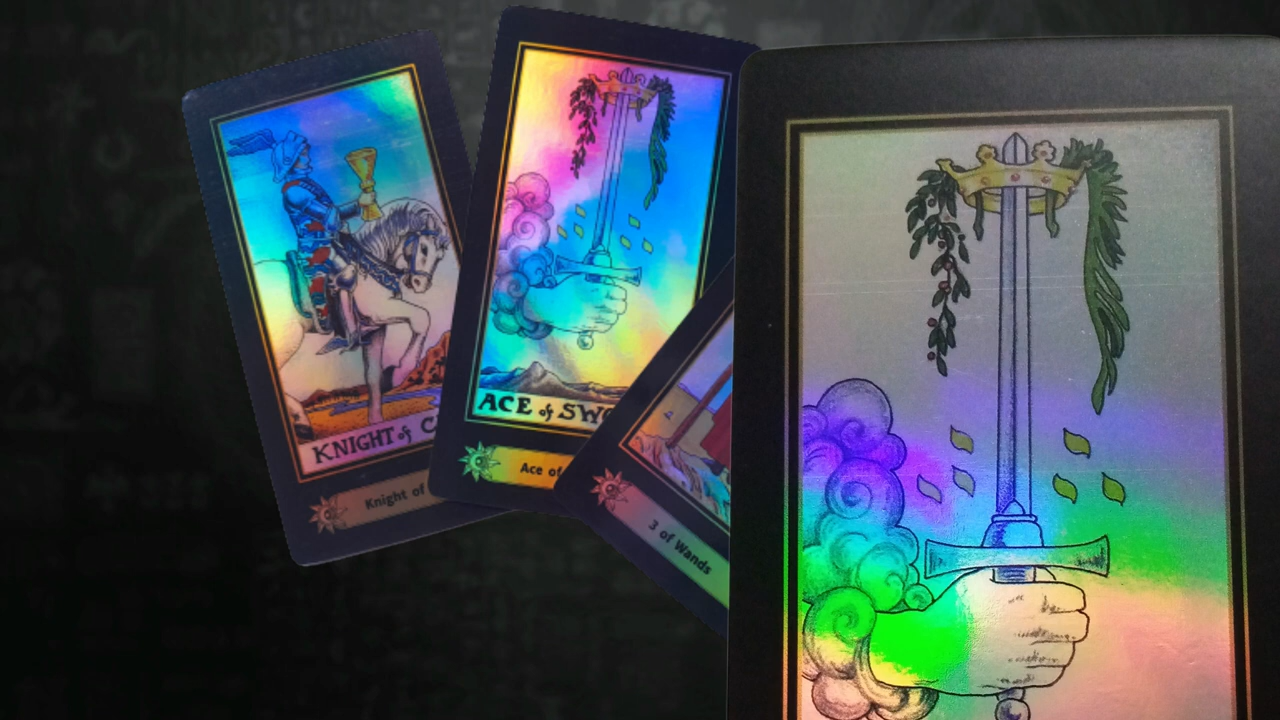 KNIGHT of C
Knight of
ACE of SWO
Ace of
3 of Wands